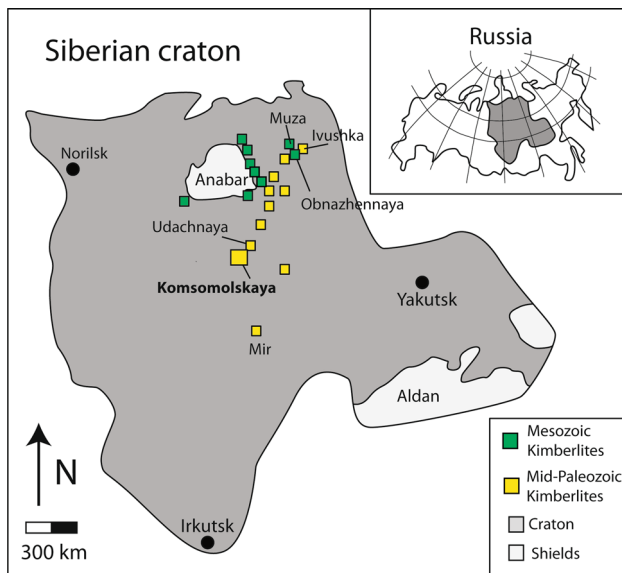 Siberian craton
Russia
Norilsk
Muza
Ivushka
Anabar
Obnazhennaya
Udachnaya
Komsomolskaya
Yakutsk
Mir
Aldan
N
300 km
Irkutsk
Mesozoic
Kimberlites
Mid-Paleozoic
Kimberlites
Craton
Shields